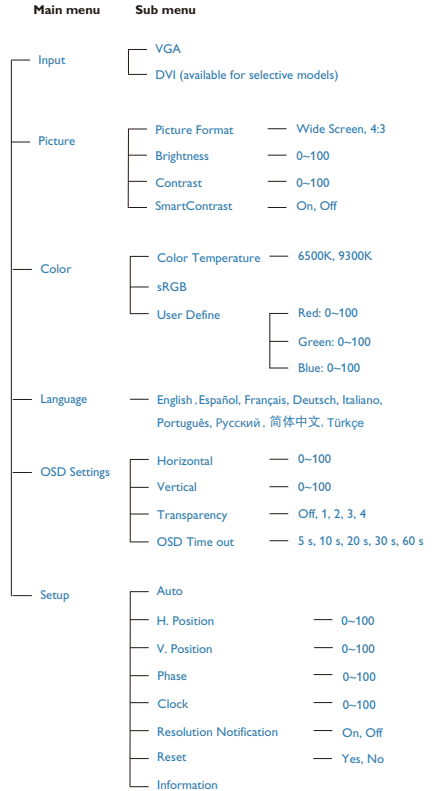 Main menu Sub menu
Input
VGA
DVI (available for selective models)
Picture
Picture Format Wide Screen, 4:3
Brightness 0~100
Contrast 0~100
SmartContrast On, Off
Color
Color Temperature 6500K, 9300K
sRGB
User Define Red: 0~100
Green: 0~100
Blue: 0~100
Language English ,Español, Français, Deutsch, Italiano,
Português, Русский , 简体中文, Türkçe
OSD Settings
Horizontal 0~100
Vertical 0~100
Transparency Off, 1, 2, 3, 4
OSD Time out 5 s, 10 s, 20 s, 30 s, 60 s
Setup
Auto
H. Position 0~100
V. Position 0~100
Phase 0~100
Clock 0~100
Resolution Notification On, Off
Reset Yes, No
Information